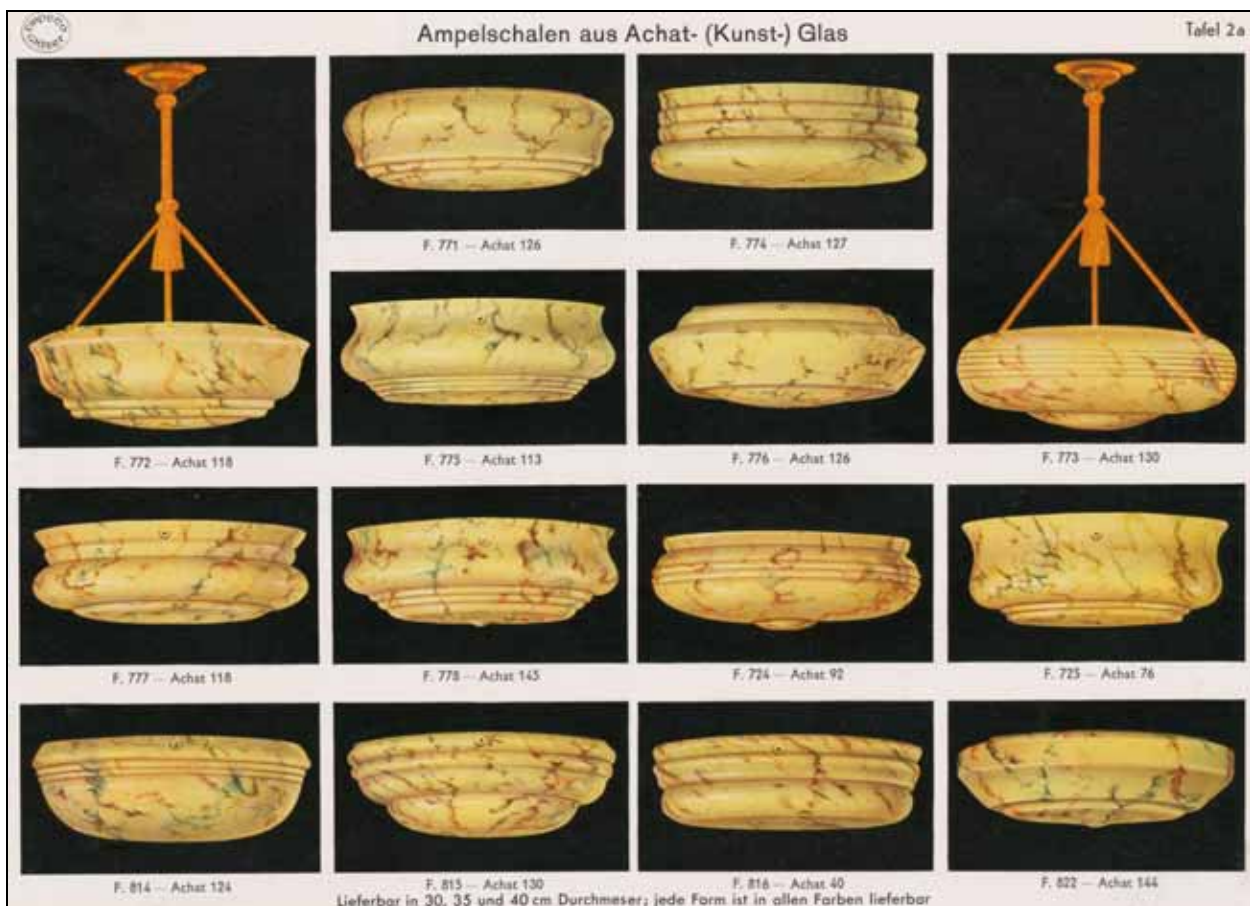 Ampelschalen aus Achat- (Kunst-) Glas
Tafel 2a
F. 771 — Achat 126
F. 774 — Achat 127
F. 772 — Achat 118
F. 775 — Achat 113
F. 776 — Achat 126
F. 773 — Achat 130
F. 777 — Achat 118
F. 778 — Achat 145
F. 724 — Achat 92
F. 725 — Achat 76
F. 814 — Achat 124
F. 815 — Achat 130
F. 816 — Achat 40
F. 822 — Achat 144
Lieferbar in 30, 35 und 40 cm Durchmeser; jede Form ist in allen Farben lieferbar